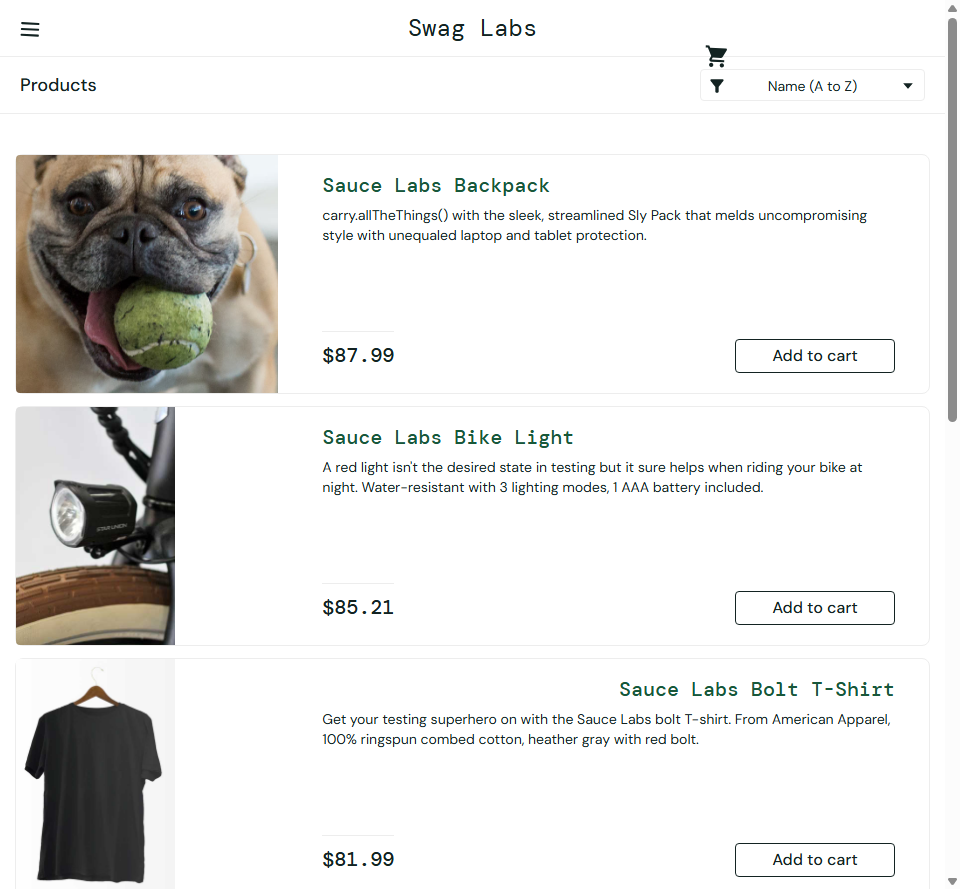 Swag Labs
Products
Name (A to Z)
Sauce Labs Backpack
carry.allTheThings() with the sleek, streamlined Sly Pack that melds uncompromising
style with unequaled laptop and tablet protection.
$87.99
Add to cart
Sauce Labs Bike Light
A red light isn't the desired state in testing but it sure helps when riding your bike at
night. Water-resistant with 3 lighting modes, 1 AAA battery included.
$85.21
Add to cart
Sauce Labs Bolt T-Shirt
Get your testing superhero on with the Sauce Labs bolt T-shirt. From American Apparel,
100% ringspun combed cotton, heather gray with red bolt.
$81.99
Add to cart